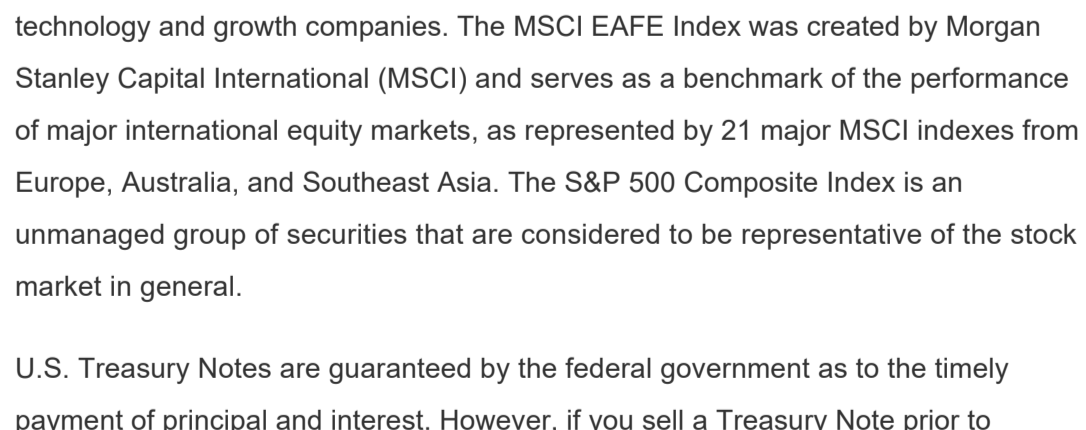 technology and growth companies. The MSCI EAFE Index was created by Morgan
Stanley Capital International (MSCI) and serves as a benchmark of the performance
of major international equity markets, as represented by 21 major MSCI indexes from
Europe, Australia, and Southeast Asia. The S&P 500 Composite Index is an
unmanaged group of securities that are considered to be representative of the stock
market in general.
U.S. Treasury Notes are guaranteed by the federal government as to the timely
payment of principal and interest. However, if you sell a Treasury Note prior to